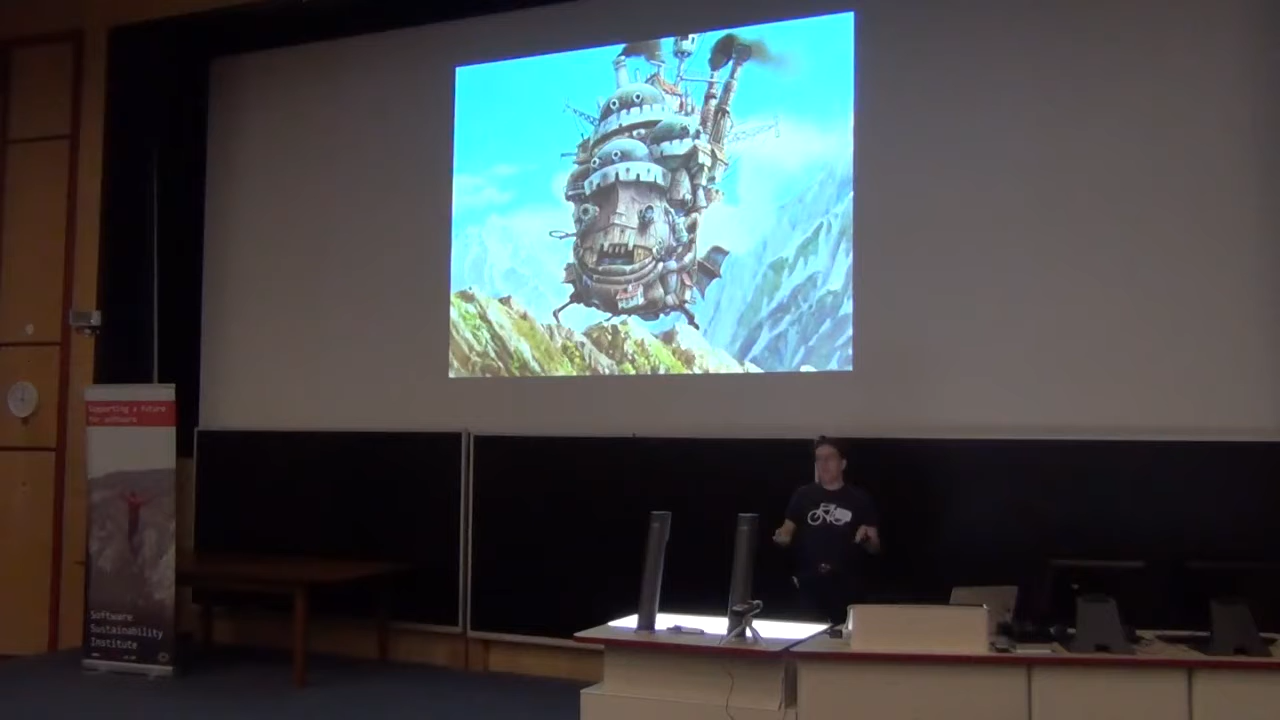 Supporting a future
for software
Software
Sustainability
Institute